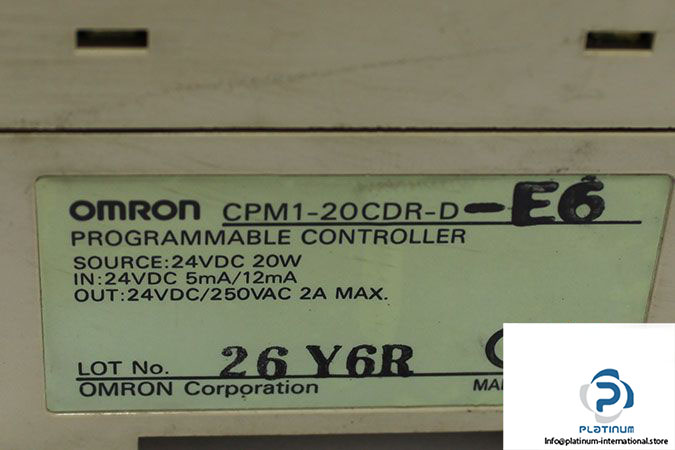 OMRON CPM1-20CDR-D-E6
PROGRAMMABLE CONTROLLER
SOURCE:24VDC 20W
IN:24VDC 5mA/12mA
OUT:24VDC/250VAC 2A MAX.
LOT No. 26 Y6R
OMRON Corporation
PLATINUM
Info@platinum-international.store